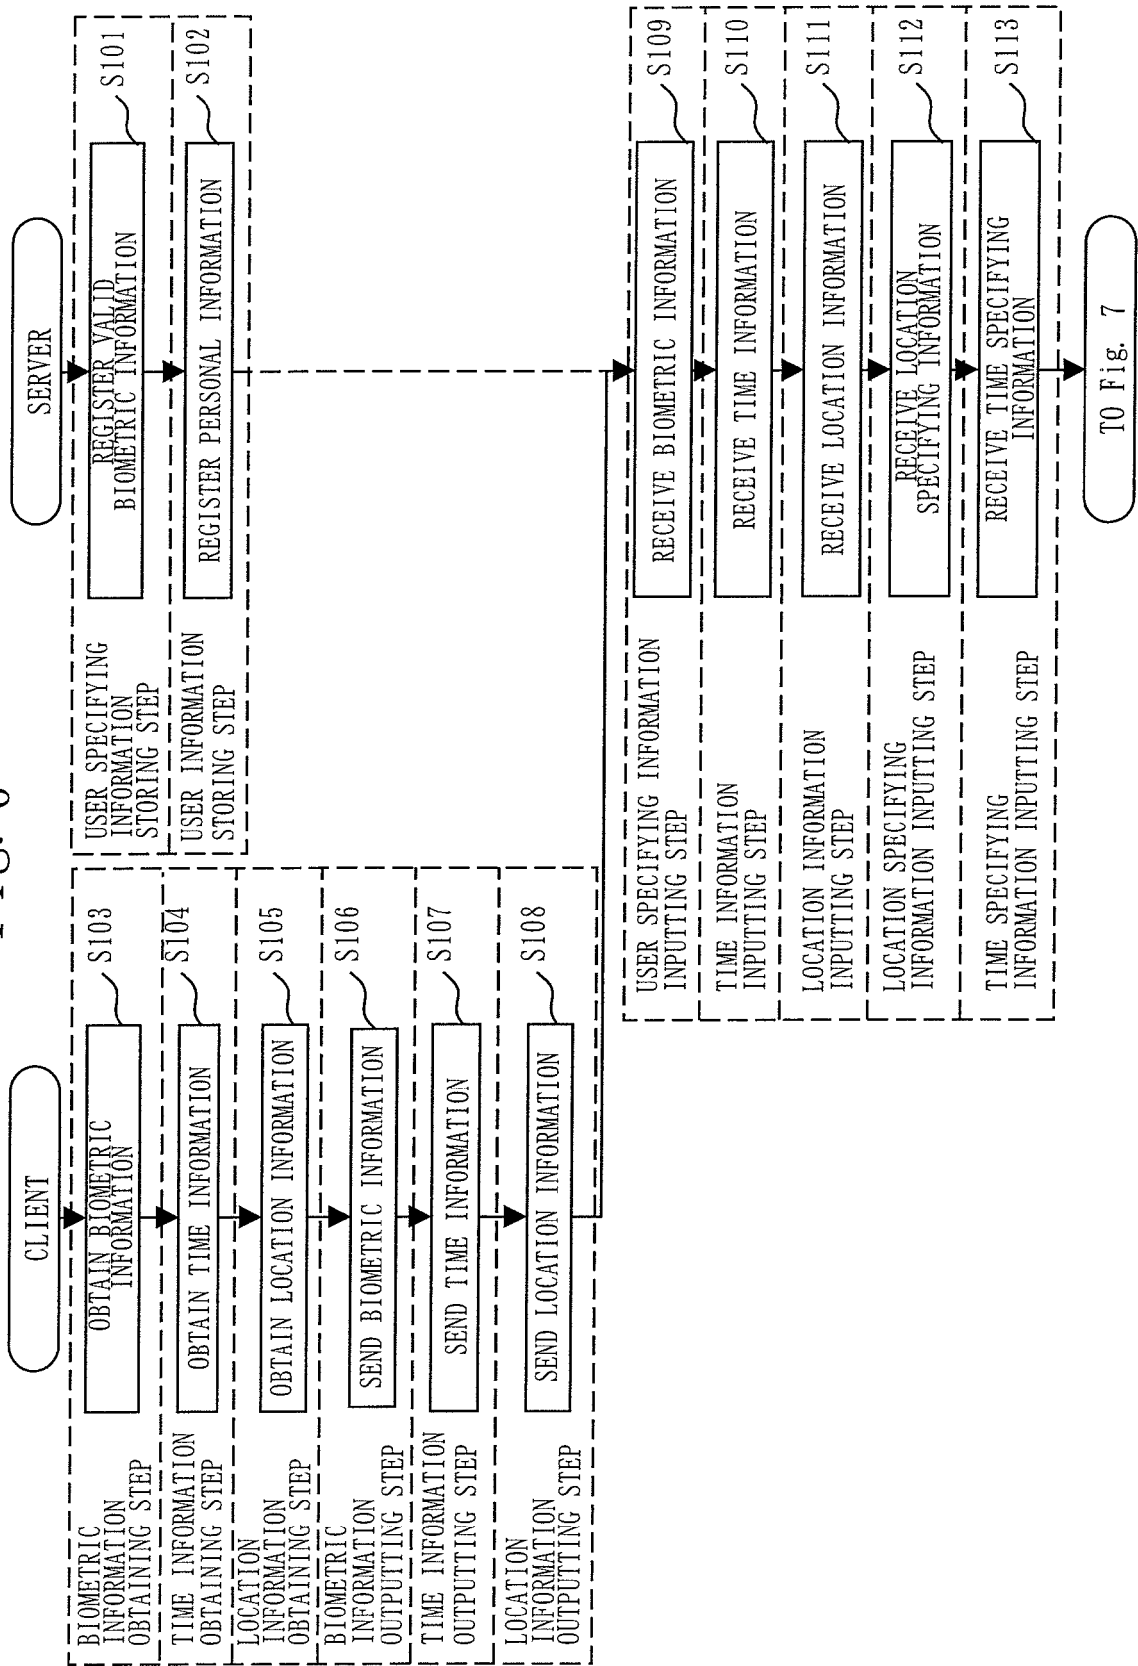 Fig. 6
CLIENT
BIOMETRIC
INFORMATION
OBTAINING STEP
OBTAIN BIOMETRIC
INFORMATION
S103
TIME INFORMATION
OBTAINING STEP
OBTAIN TIME INFORMATION
S104
LOCATION
INFORMATION
OBTAINING STEP
OBTAIN LOCATION INFORMATION
S105
BIOMETRIC
INFORMATION
OUTPUTTING STEP
SEND BIOMETRIC INFORMATION
S106
TIME INFORMATION
OUTPUTTING STEP
SEND TIME INFORMATION
S107
LOCATION
INFORMATION
OUTPUTTING STEP
SEND LOCATION INFORMATION
S108
SERVER
USER SPECIFYING
INFORMATION
STORING STEP
REGISTER VALID
BIOMETRIC INFORMATION
S101
USER INFORMATION
STORING STEP
REGISTER PERSONAL INFORMATION
S102
USER SPECIFYING INFORMATION
INPUTTING STEP
RECEIVE BIOMETRIC INFORMATION
S109
TIME INFORMATION
INPUTTING STEP
RECEIVE TIME INFORMATION
S110
LOCATION INFORMATION
INPUTTING STEP
RECEIVE LOCATION INFORMATION
S111
LOCATION SPECIFYING
INFORMATION INPUTTING STEP
RECEIVE LOCATION
SPECIFYING INFORMATION
S112
TIME SPECIFYING
INFORMATION INPUTTING STEP
RECEIVE TIME SPECIFYING
INFORMATION
S113
TO Fig. 7